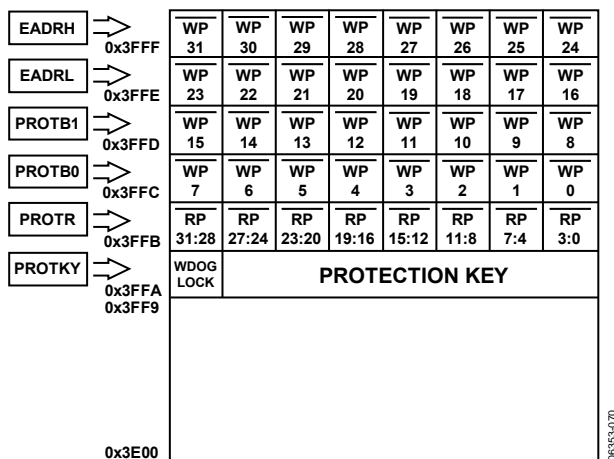 EADRH
0x3FFF
WP 31 WP 30 WP 29 WP 28 WP 27 WP 26 WP 25 WP 24
EADRL
0x3FFE
WP 23 WP 22 WP 21 WP 20 WP 19 WP 18 WP 17 WP 16
PROTB1
0x3FFD
WP 15 WP 14 WP 13 WP 12 WP 11 WP 10 WP 9 WP 8
PROTB0
0x3FFC
WP 7 WP 6 WP 5 WP 4 WP 3 WP 2 WP 1 WP 0
PROTR
0x3FFB
RP 31:28 RP 27:24 RP 23:20 RP 19:16 RP 15:12 RP 11:8 RP 7:4 RP 3:0
PROTKY
0x3FFA
WDOG LOCK
PROTECTION KEY
0x3FF9
0x3E00
06353-070